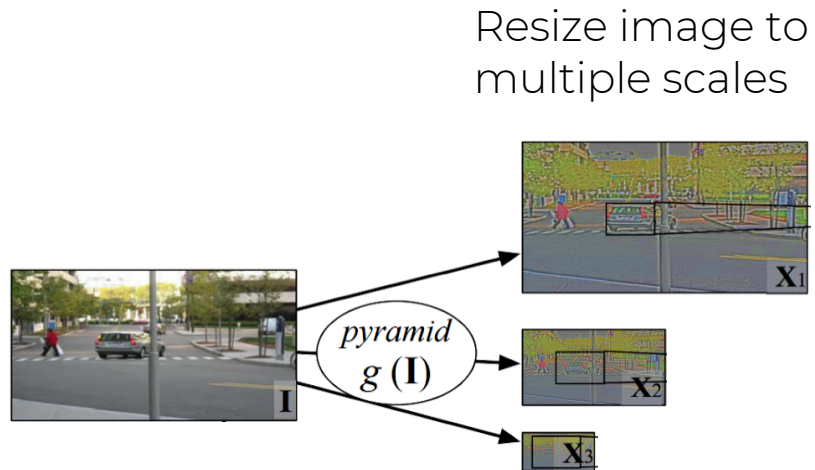 Resize image to
multiple scales
X1
I
pyramid
g (I)
X2
X3